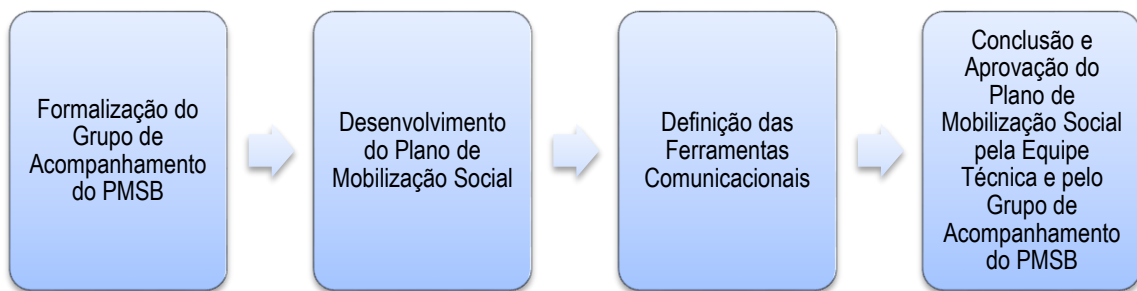 Formalização do
Grupo de
Acompanhamento
do PMSB
Desenvolvimento
do Plano de
Mobilização Social
Definição das
Ferramentas
Comunicacionais
Conclusão e
Aprovação do
Plano de
Mobilização Social
pela Equipe
Técnica e pelo
Grupo de
Acompanhamento
do PMSB